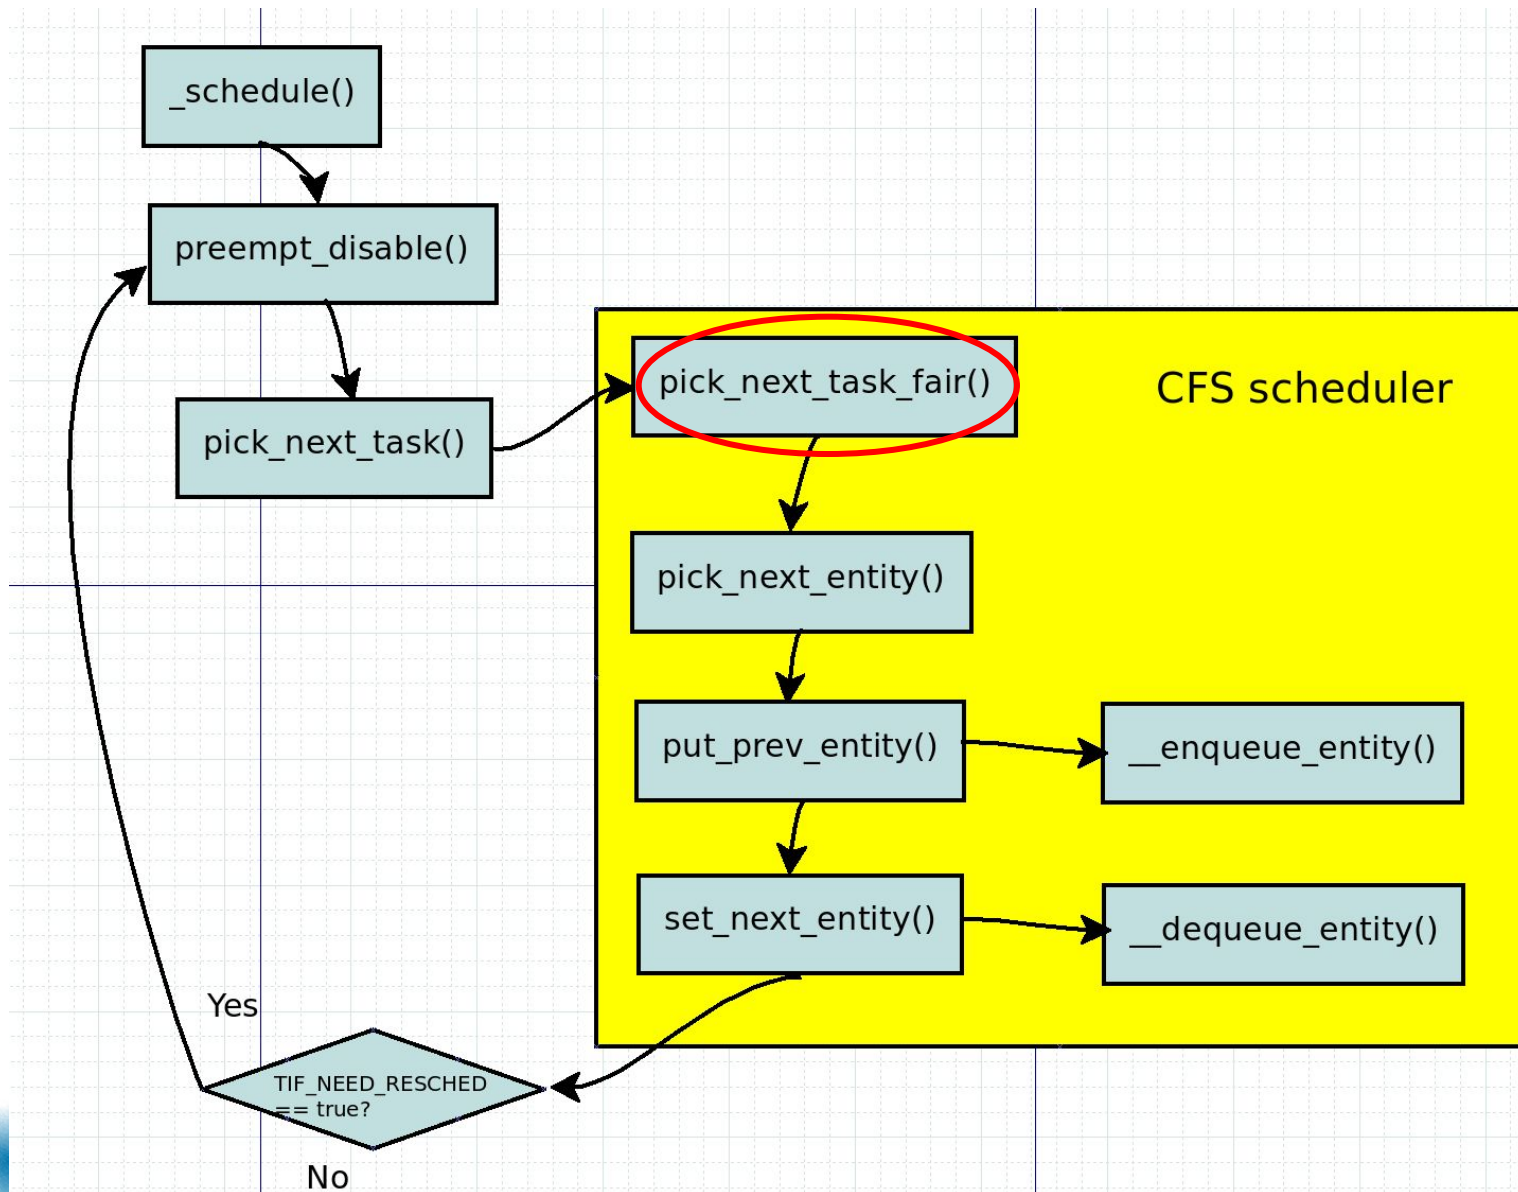 _schedule()
preempt_disable()
pick_next_task()
pick_next_task_fair()
CFS scheduler
pick_next_entity()
put_prev_entity()
__enqueue_entity()
set_next_entity()
__dequeue_entity()
Yes
TIF_NEED_RESCHED
== true?
No